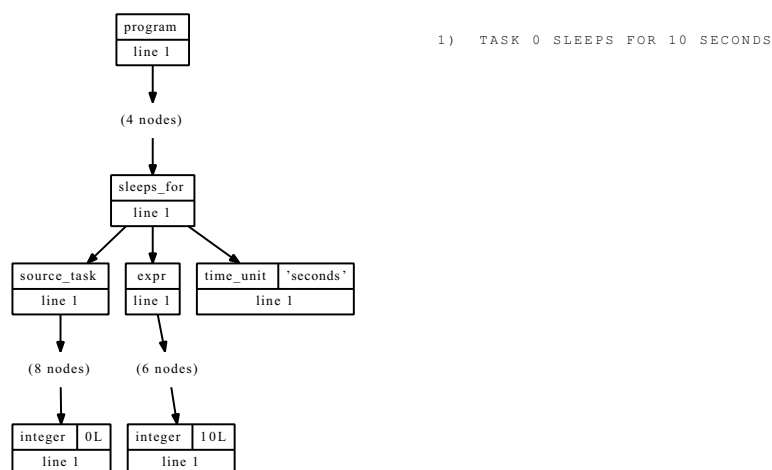 program
line 1
1) TASK 0 SLEEPS FOR 10 SECONDS
(4 nodes)
sleeps_for
line 1
source_task
line 1
expr
line 1
time_unit 'seconds'
line 1
(8 nodes)
(6 nodes)
integer 0L
line 1
integer 10L
line 1